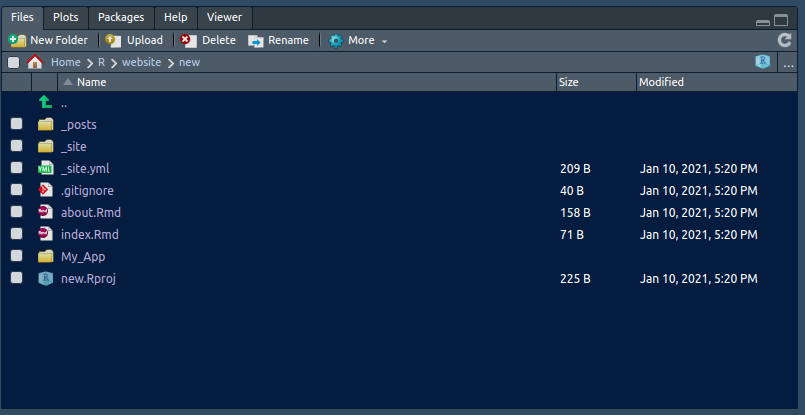 Files Plots Packages Help Viewer
New Folder Upload Delete Rename More
Home R website new R ...
Name Size Modified
..
_posts
_site
YML _site.yml 209 B Jan 10, 2021, 5:20 PM
.gitignore 40 B Jan 10, 2021, 5:20 PM
Rmd about.Rmd 158 B Jan 10, 2021, 5:20 PM
Rmd index.Rmd 71 B Jan 10, 2021, 5:20 PM
My_App
R new.Rproj 225 B Jan 10, 2021, 5:20 PM